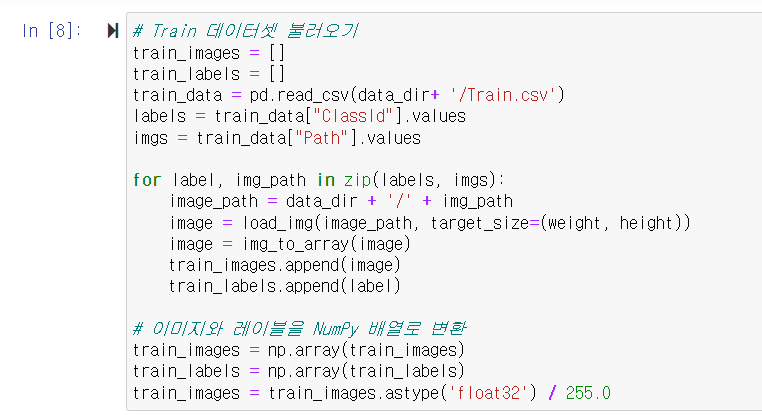 In [8]:
# Train 데이터셋 불러오기
train_images = []
train_labels = []
train_data = pd.read_csv(data_dir+ '/Train.csv')
labels = train_data["ClassId"].values
imgs = train_data["Path"].values
for label, img_path in zip(labels, imgs):
    image_path = data_dir + '/' + img_path
    image = load_img(image_path, target_size=(weight, height))
    image = img_to_array(image)
    train_images.append(image)
    train_labels.append(label)
# 이미지와 레이블을 NumPy 배열로 변환
train_images = np.array(train_images)
train_labels = np.array(train_labels)
train_images = train_images.astype('float32') / 255.0